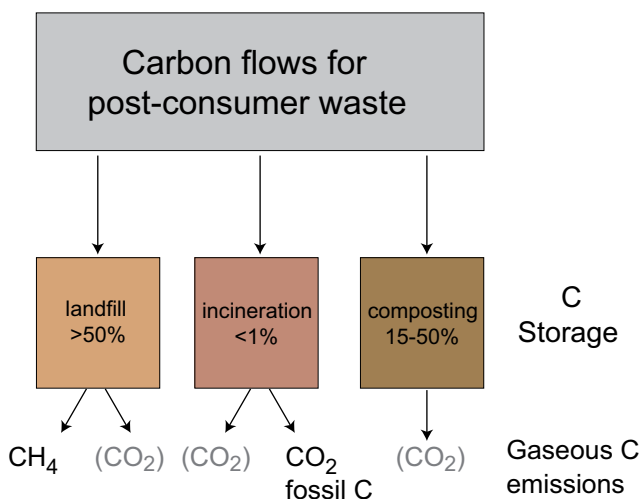 Carbon flows for
post-consumer waste
landfill
>50%
incineration
<1%
composting
15-50%
C
Storage
CH₄
(CO₂)
(CO₂)
CO₂
fossil C
(CO₂)
Gaseous C
emissions